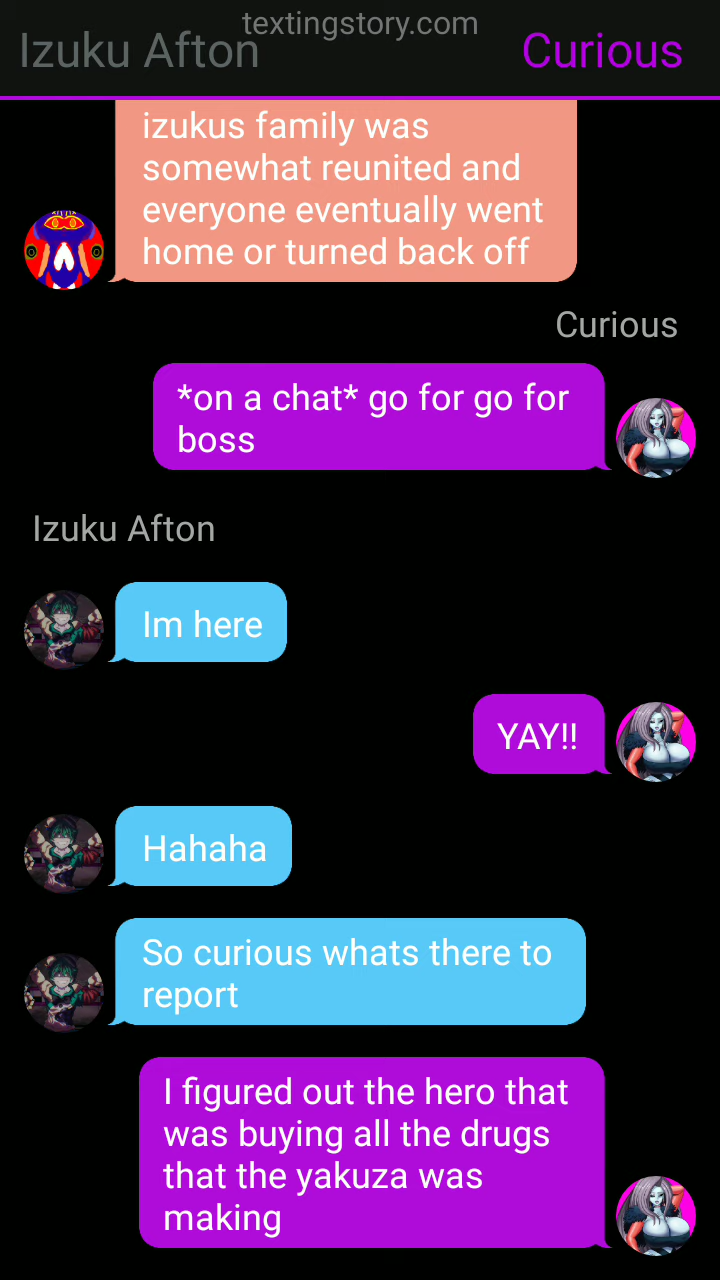 textingstory.com
Izuku Afton
Curious
izukus family was
somewhat reunited and
everyone eventually went
home or turned back off
Curious
*on a chat* go for go for
boss
Izuku Afton
Im here
YAY!!
Hahaha
So curious whats there to
report
I figured out the hero that
was buying all the drugs
that the yakuza was
making